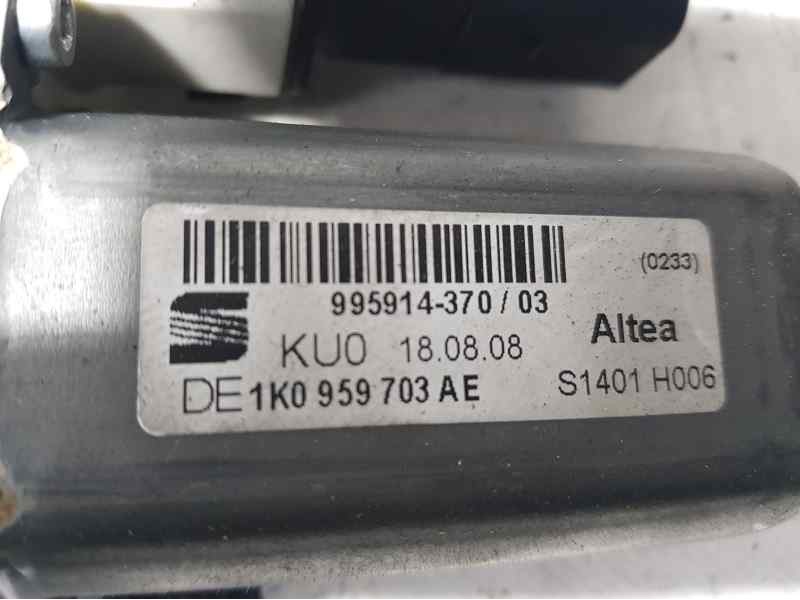 (0233)
995914-370 / 03
Altea
KU0 18.08.08
DE 1K0 959 703 AE
S1401 H006